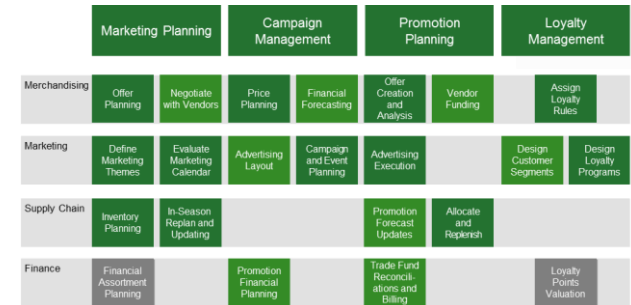 Marketing Planning
Campaign
Management
Promotion
Planning
Loyalty
Management
Merchandising
Offer
Planning
Negotiate
with Vendors
Price
Planning
Financial
Forecasting
Offer
Creation
and
Analysis
Vendor
Funding
Assign
Loyalty
Rules
Marketing
Define
Marketing
Themes
Evaluate
Marketing
Calendar
Advertising
Layout
Campaign
and Event
Planning
Advertising
Execution
Design
Customer
Segments
Design
Loyalty
Programs
Supply Chain
Inventory
Planning
In-Season
Replan and
Updating
Promotion
Forecast
Updates
Allocate
and
Replenish
Finance
Financial
Assortment
Planning
Promotion
Financial
Planning
Trade Fund
Reconcili-
ations and
Billing
Loyalty
Points
Valuation